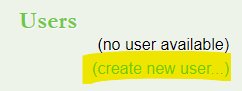 Users
(no user available)
(create new user...)